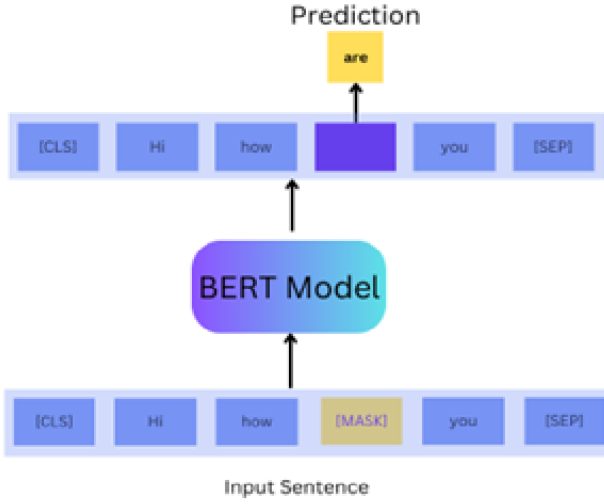 Prediction
are
[CLS] Hi how you [SEP]
BERT Model
[CLS] Hi how [MASK] you [SEP]
Input Sentence